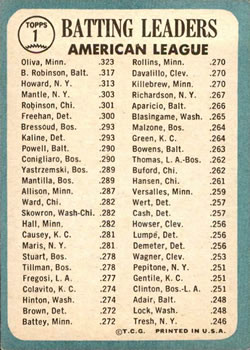 TOPPS
1
BATTING LEADERS
AMERICAN LEAGUE
Oliva, Minn. .323
B. Robinson, Balt. .317
Howard, N. Y. .313
Mantle, N. Y. .303
Robinson, Chi. .301
Freehan, Det. .300
Bressoud, Bos. .293
Kaline, Det. .293
Powell, Balt. .290
Conigliaro, Bos. .290
Yastrzemski, Bos. .289
Mantilla, Bos. .289
Allison, Minn. .287
Ward, Chi. .282
Skowron, Wash-Chi. .282
Hall, Minn. .282
Causey, K. C. .281
Maris, N. Y. .281
Stuart, Bos. .279
Tillman, Bos. .278
Fregosi, L. A. .277
Colavito, K. C. .274
Hinton, Wash. .274
Brown, Det. .272
Battey, Minn. .272
Rollins, Minn. .270
Davalillo, Clev. .270
Killebrew, Minn. .270
Richardson, N. Y. .267
Aparicio, Balt. .266
Blasingame, Wash. .267
Malzone, Bos. .264
Green, K. C. .264
Bowens, Balt. .263
Thomas, L. A.-Bos. .262
Buford, Chi. .262
Hansen, Chi. .261
Versalles, Minn. .259
Wert, Det. .257
Cash, Det. .257
Howser, Clev. .256
Lumpe, Det. .256
Demeter, Det. .256
Wagner, Clev. .253
Pepitone, N. Y. .251
Gentile, K. C. .251
Clinton, Bos.-L. A. .251
Adair, Balt. .248
Lock, Wash. .248
Tresh, N. Y. .246
© T.C.G. PRINTED IN U.S.A.